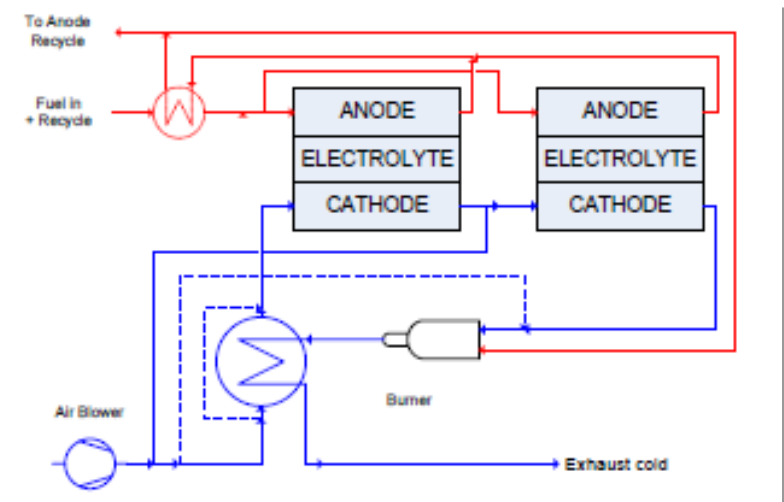 To Anode
Recycle
Fuel in
+ Recycle
ANODE
ELECTROLYTE
CATHODE
ANODE
ELECTROLYTE
CATHODE
Burner
Air Blower
Exhaust cold